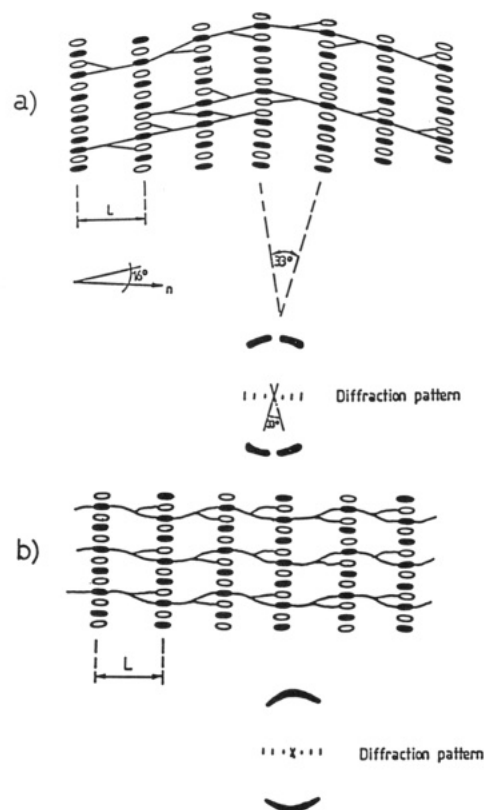 a)
L
16°
n
33°
33°
Diffraction pattern
b)
L
Diffraction pattern